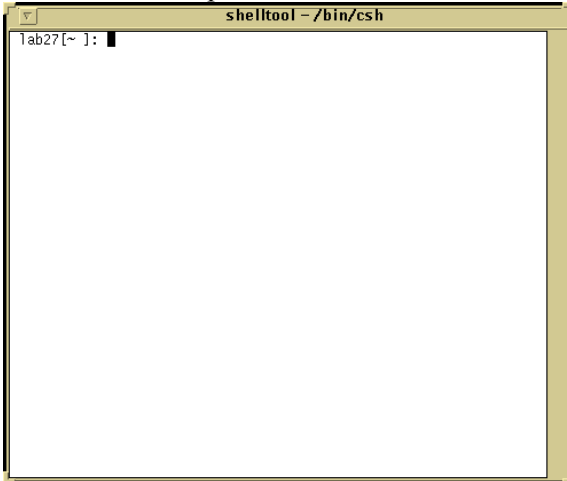 shelltool – /bin/csh
lab27[~ ]: